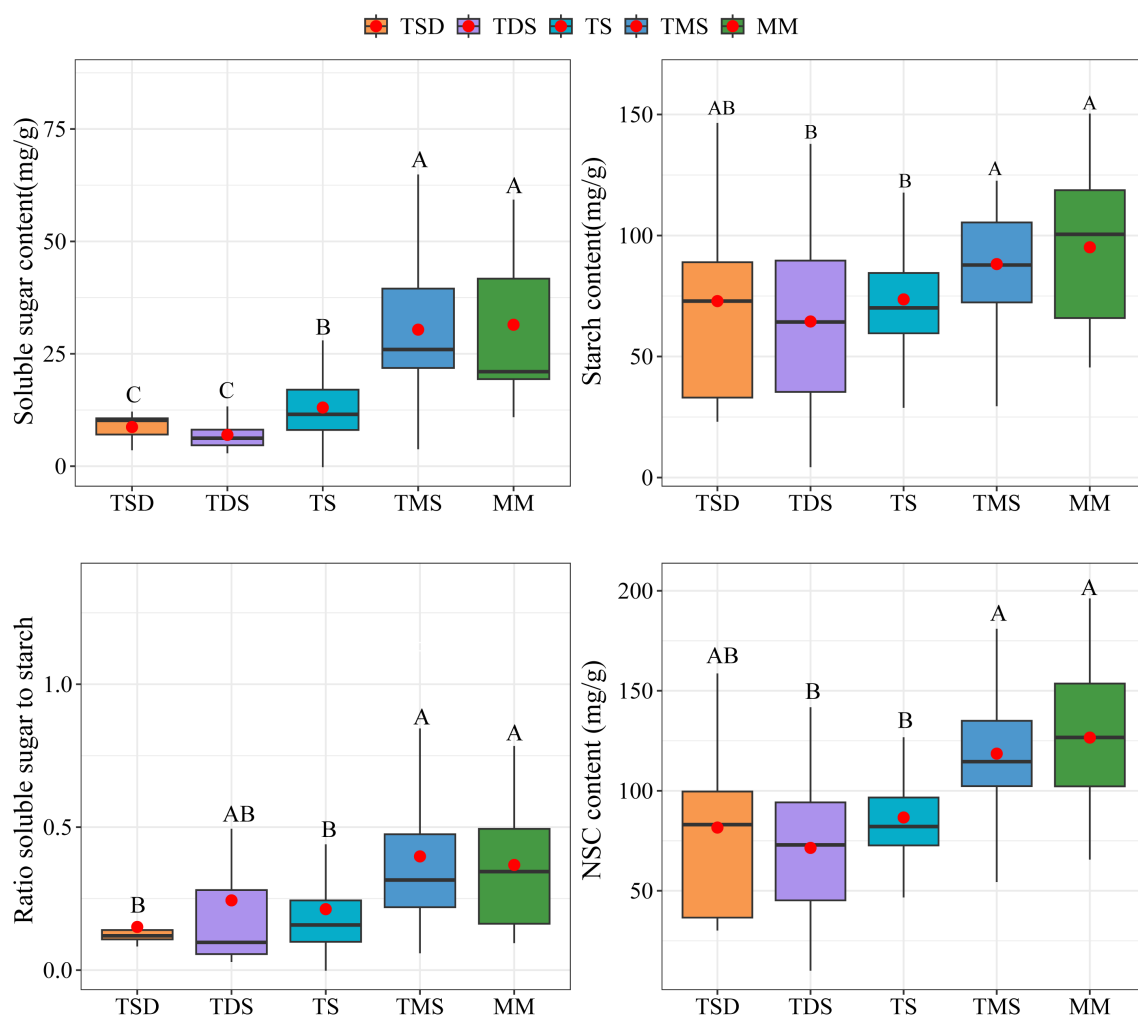 TSD TDS TS TMS MM
Soluble sugar content(mg/g)
75
50
25
0
C C B A A
TSD TDS TS TMS MM
Starch content(mg/g)
150
100
50
0
AB B B A A
TSD TDS TS TMS MM
Ratio soluble sugar to starch
1.0
0.5
0.0
B AB B A A
TSD TDS TS TMS MM
NSC content (mg/g)
200
150
100
50
AB B B A A
TSD TDS TS TMS MM